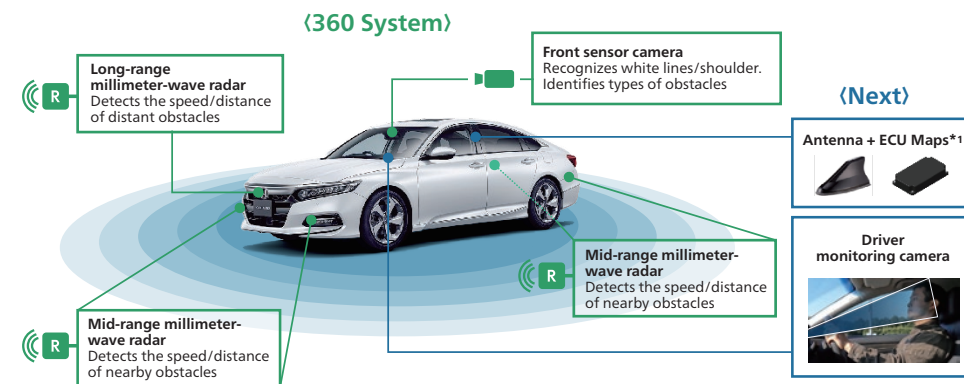 〈360 System〉
Long-range
millimeter-wave radar
Detects the speed/distance
of distant obstacles
R
Front sensor camera
Recognizes white lines/shoulder.
Identifies types of obstacles
〈Next〉
Antenna + ECU Maps*1
Driver
monitoring camera
R
Mid-range millimeter-
wave radar
Detects the speed/distance
of nearby obstacles
R
Mid-range millimeter-
wave radar
Detects the speed/distance
of nearby obstacles